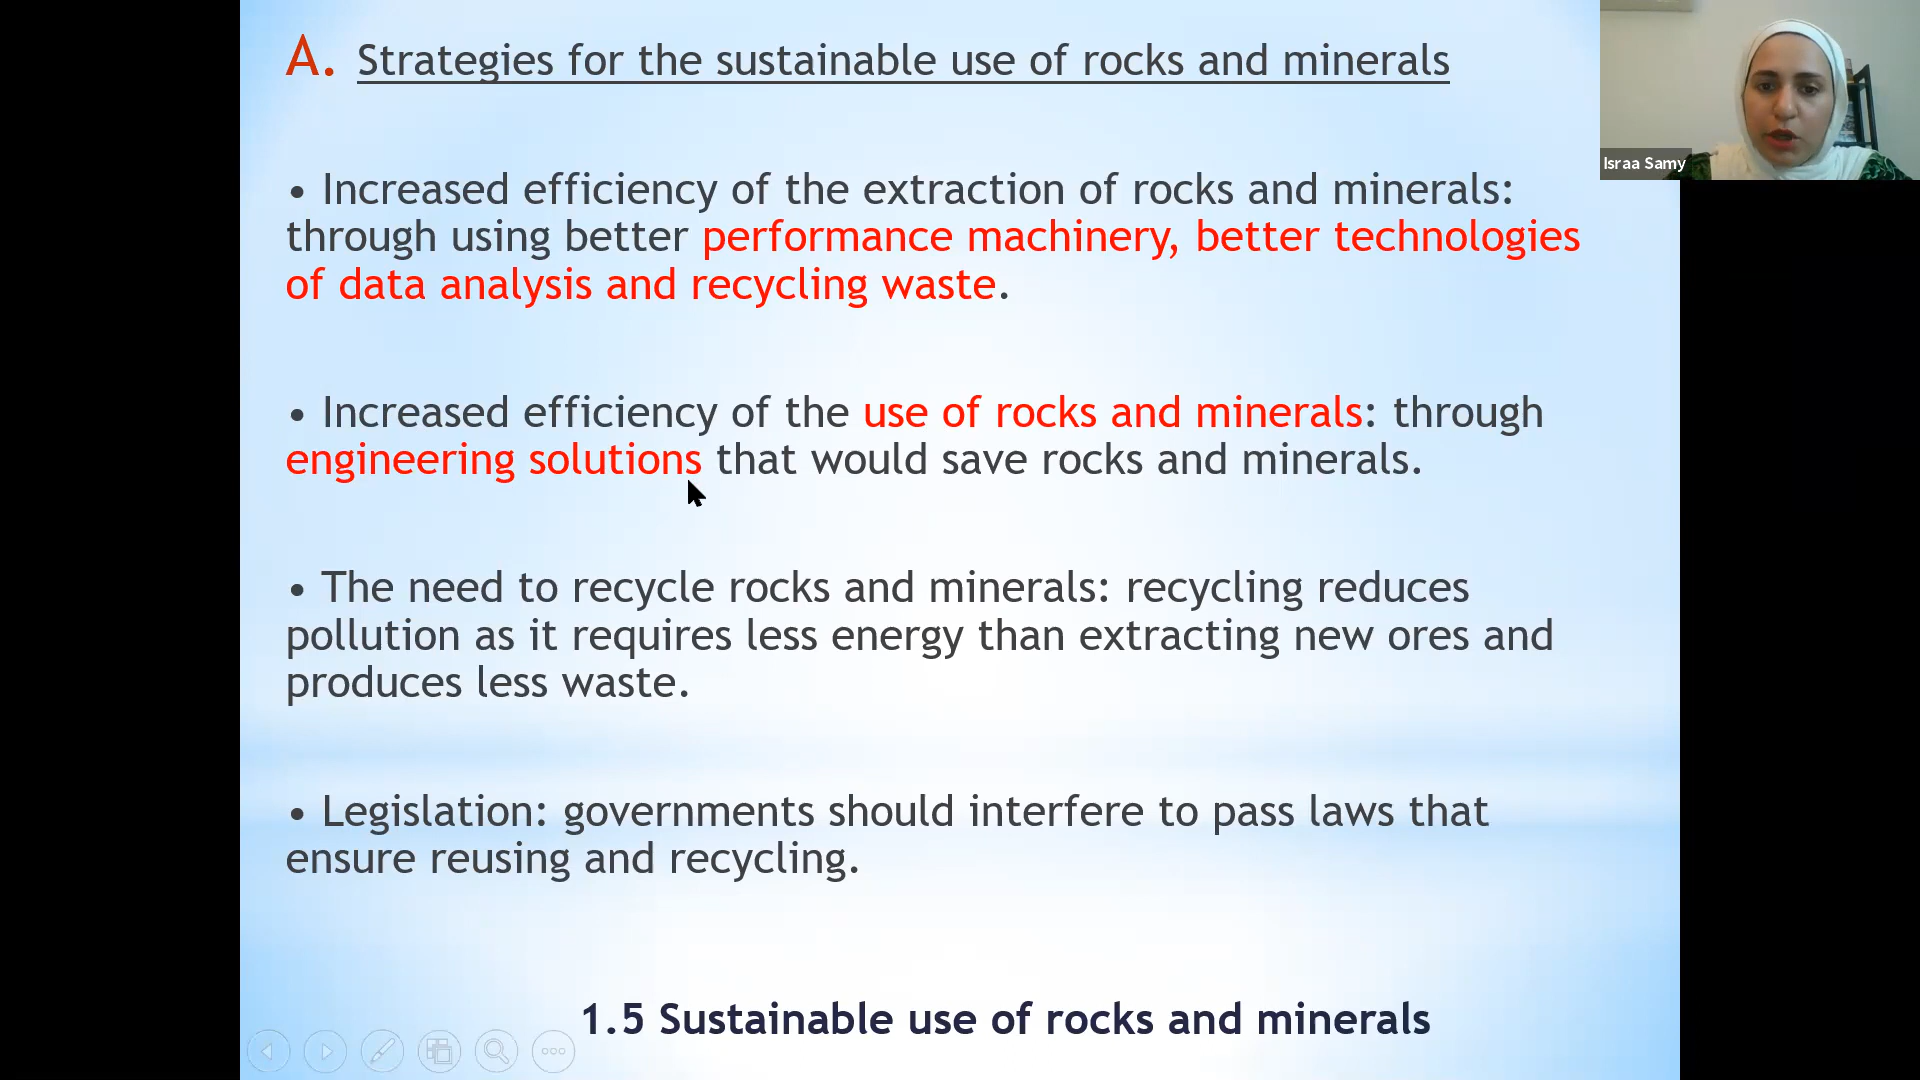 A. Strategies for the sustainable use of rocks and minerals
Israa Samy
• Increased efficiency of the extraction of rocks and minerals:
through using better performance machinery, better technologies
of data analysis and recycling waste.
• Increased efficiency of the use of rocks and minerals: through
engineering solutions that would save rocks and minerals.
• The need to recycle rocks and minerals: recycling reduces
pollution as it requires less energy than extracting new ores and
produces less waste.
• Legislation: governments should interfere to pass laws that
ensure reusing and recycling.
1.5 Sustainable use of rocks and minerals